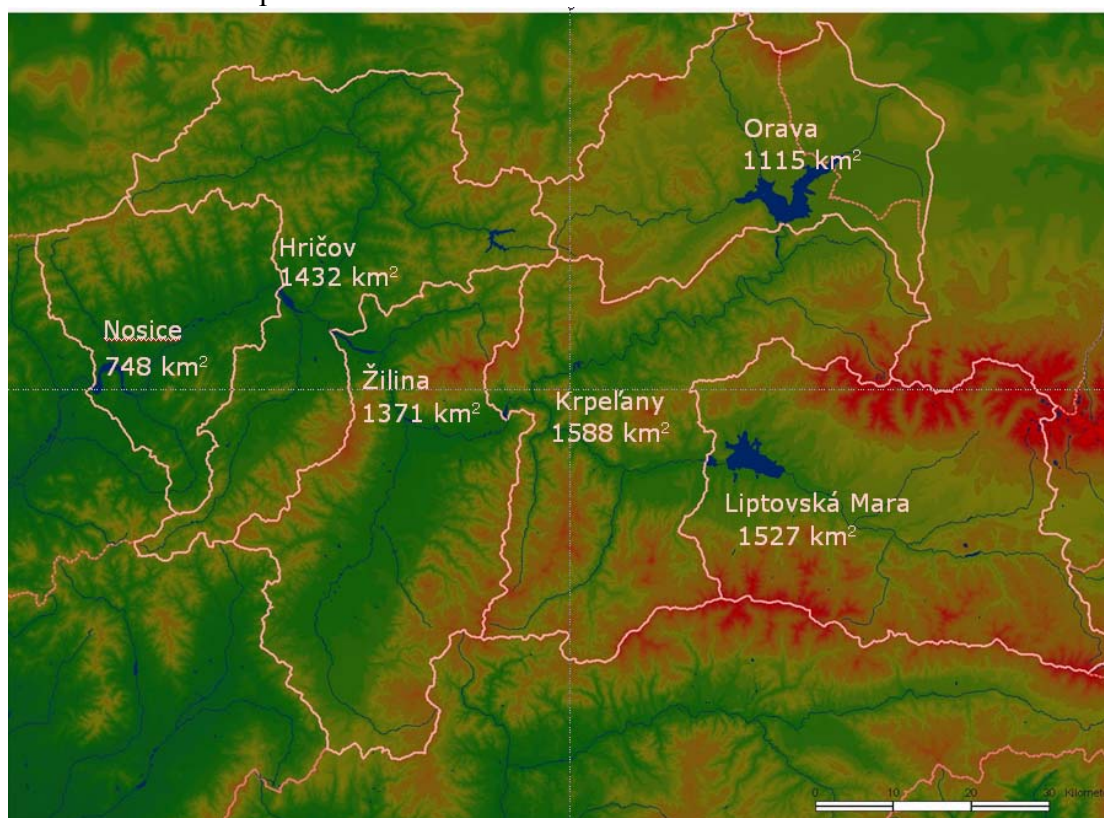 Orava
1115 km²
Hričov
1432 km²
Nosice
748 km²
Žilina
1371 km²
Krpeľany
1588 km²
Liptovská Mara
1527 km²
0 10 20 30 Kilomete